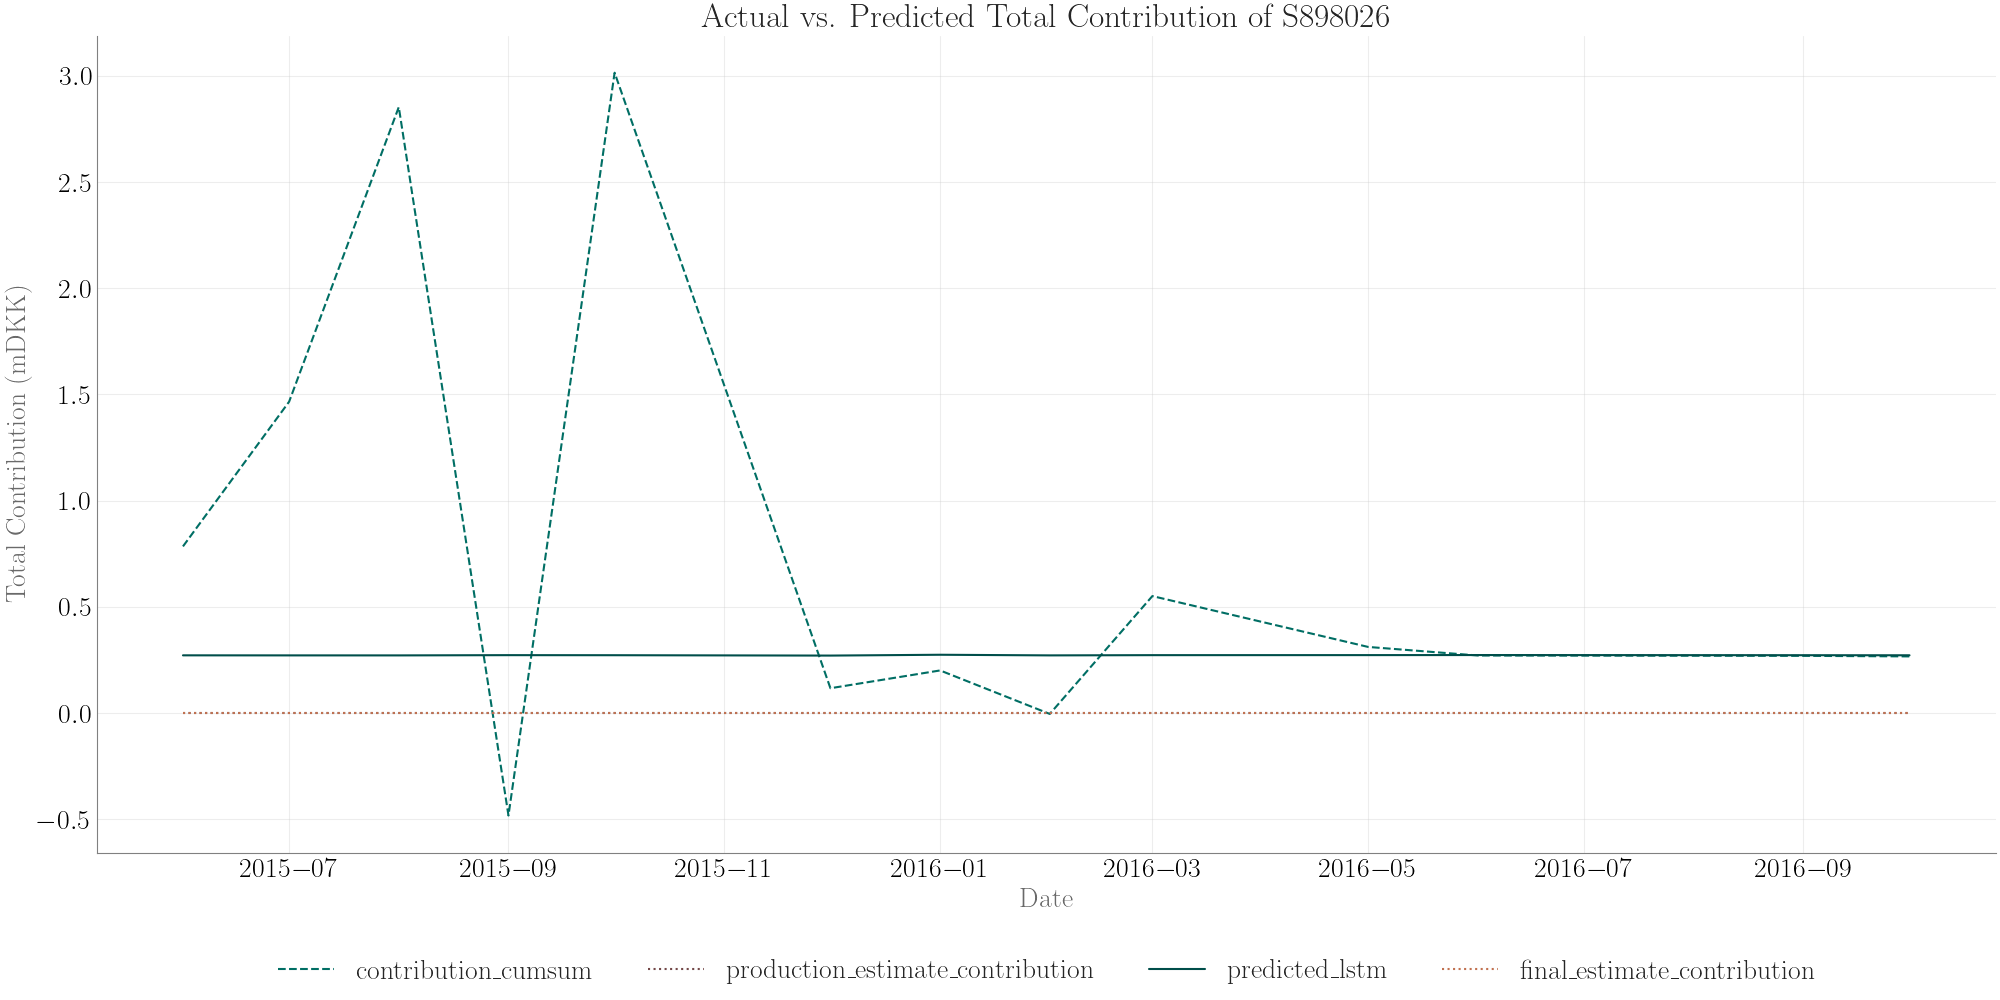 Actual vs. Predicted Total Contribution of S898026
Total Contribution (mDKK)
3.0
2.5
2.0
1.5
1.0
0.5
0.0
−0.5
2015−07 2015−09 2015−11 2016−01 2016−03 2016−05 2016−07 2016−09
Date
contribution_cumsum production_estimate_contribution predicted_lstm final_estimate_contribution